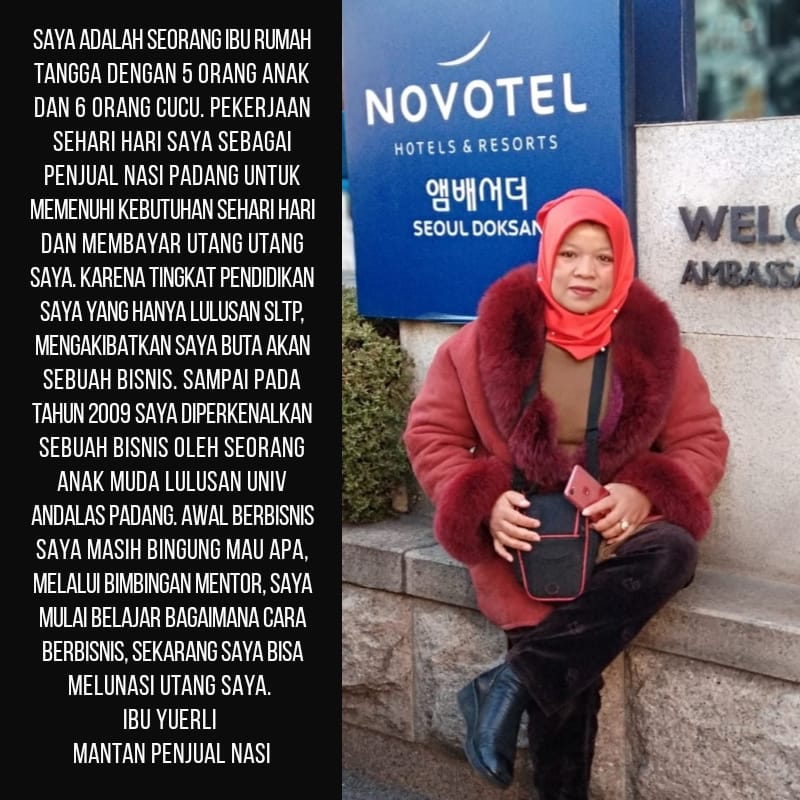 SAYA ADALAH SEORANG IBU RUMAH
TANGGA DENGAN 5 ORANG ANAK
DAN 6 ORANG CUCU. PEKERJAAN
SEHARI HARI SAYA SEBAGAI
PENJUAL NASI PADANG UNTUK
MEMENUHI KEBUTUHAN SEHARI HARI
DAN MEMBAYAR UTANG UTANG
SAYA. KARENA TINGKAT PENDIDIKAN
SAYA YANG HANYA LULUSAN SLTP,
MENGAKIBATKAN SAYA BUTA AKAN
SEBUAH BISNIS. SAMPAI PADA
TAHUN 2009 SAYA DIPERKENALKAN
SEBUAH BISNIS OLEH SEORANG
ANAK MUDA LULUSAN UNIV
ANDALAS PADANG. AWAL BERBISNIS
SAYA MASIH BINGUNG MAU APA,
MELALUI BIMBINGAN MENTOR, SAYA
MULAI BELAJAR BAGAIMANA CARA
BERBISNIS, SEKARANG SAYA BISA
MELUNASI UTANG SAYA.
IBU YUERLI
MANTAN PENJUAL NASI
NOVOTEL
HOTELS & RESORTS
앰배서더
SEOUL DOKSAN
WELC
AMBASSA